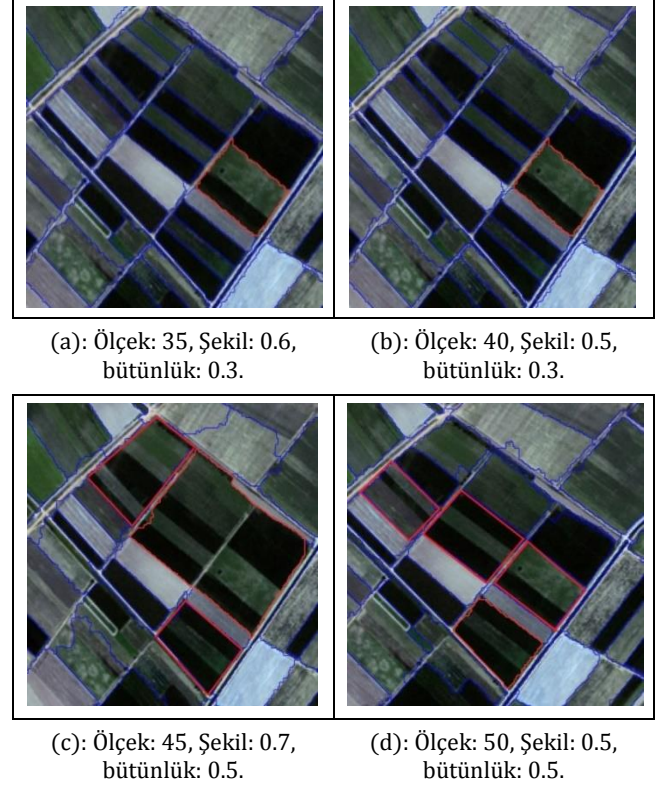 (a): Ölçek: 35, Şekil: 0.6,
bütünlük: 0.3.
(b): Ölçek: 40, Şekil: 0.5,
bütünlük: 0.3.
(c): Ölçek: 45, Şekil: 0.7,
bütünlük: 0.5.
(d): Ölçek: 50, Şekil: 0.5,
bütünlük: 0.5.